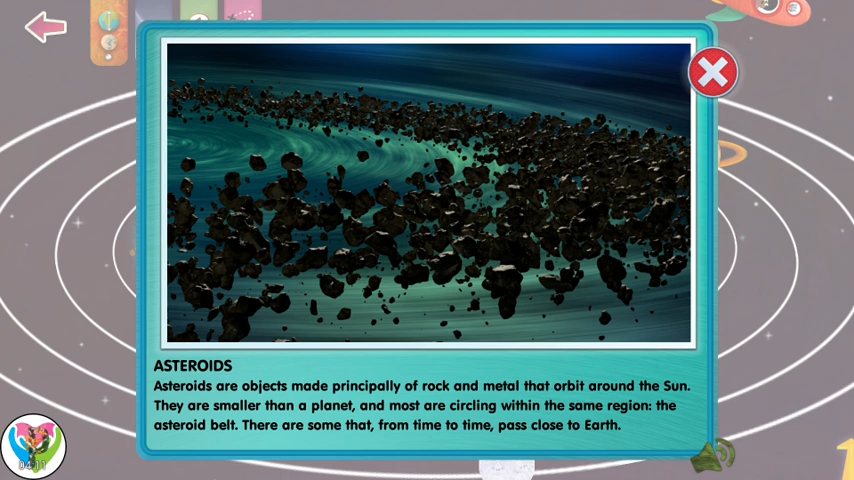 ASTEROIDS
Asteroids are objects made principally of rock and metal that orbit around the Sun.
They are smaller than a planet, and most are circling within the same region: the
asteroid belt. There are some that, from time to time, pass close to Earth.